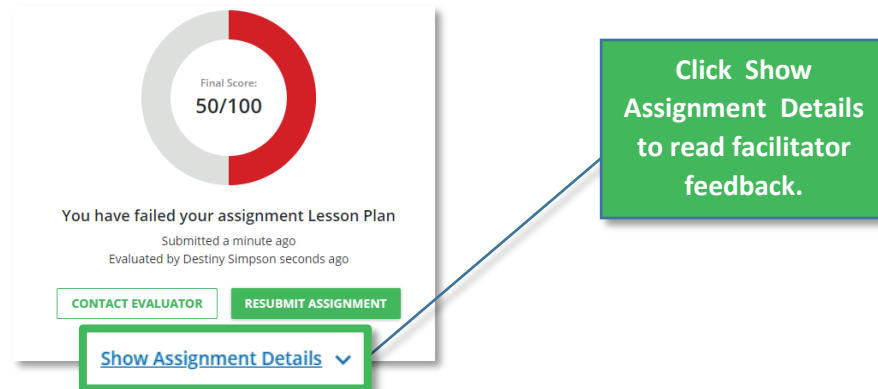 Final Score:
50/100
You have failed your assignment Lesson Plan
Submitted a minute ago
Evaluated by Destiny Simpson seconds ago
CONTACT EVALUATOR
RESUBMIT ASSIGNMENT
Show Assignment Details
Click Show
Assignment Details
to read facilitator
feedback.